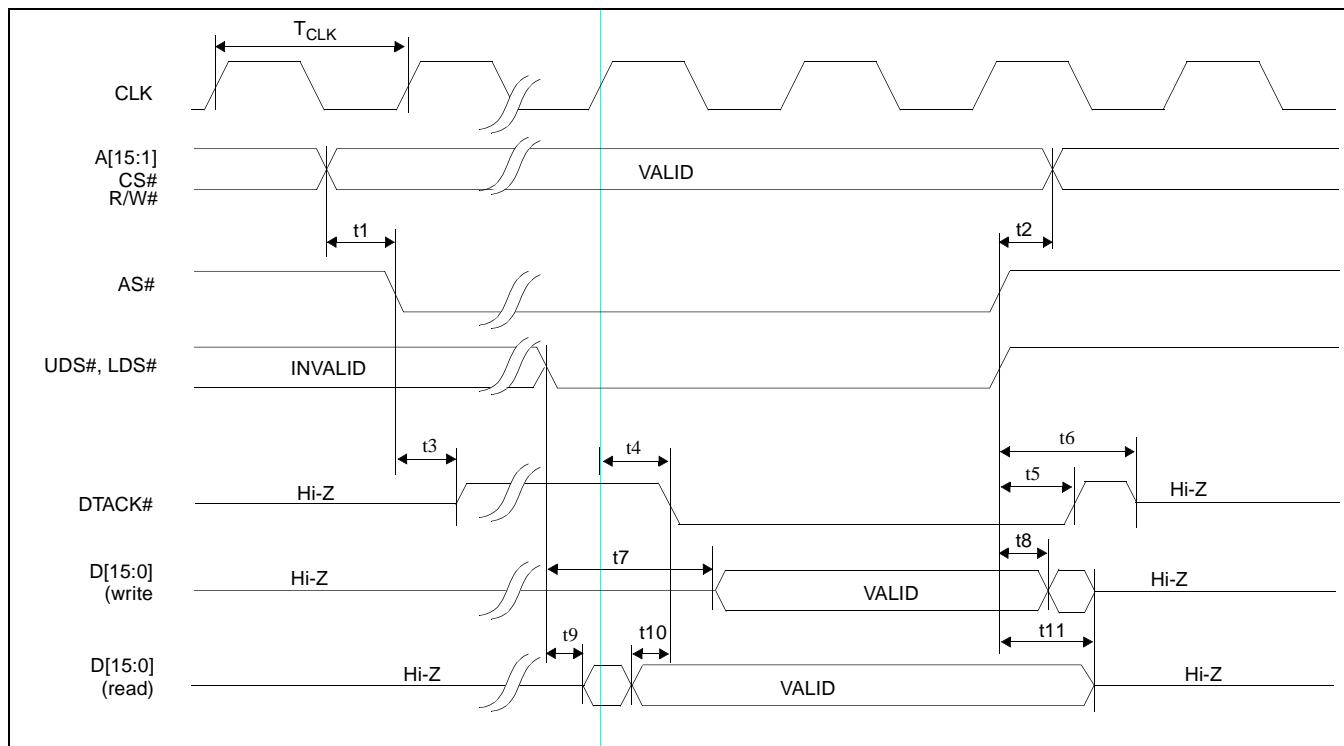 TCLK
CLK
A[15:1]
CS#
R/W#
VALID
t1
t2
AS#
UDS#, LDS#
INVALID
t3
t4
t6
t5
DTACK#
Hi-Z
Hi-Z
D[15:0]
(write
Hi-Z
t7
t8
VALID
Hi-Z
t9
t10
t11
D[15:0]
(read)
Hi-Z
VALID
Hi-Z